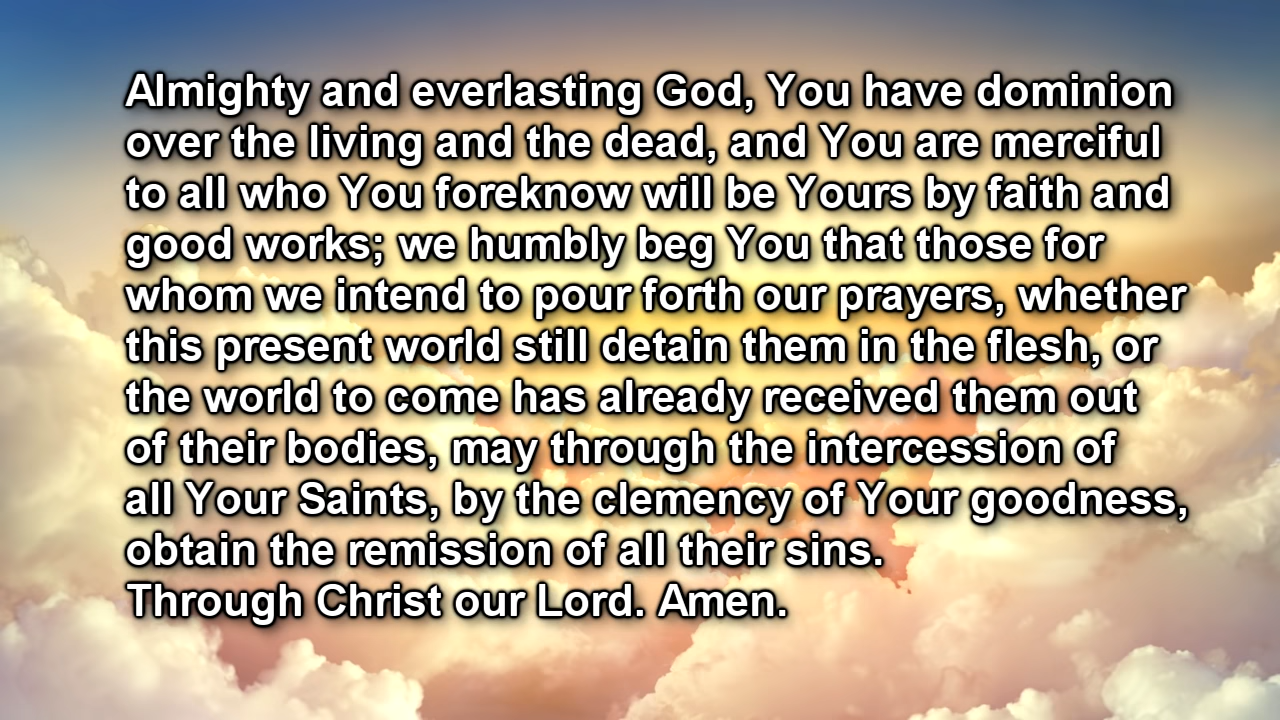 Almighty and everlasting God, You have dominion
over the living and the dead, and You are merciful
to all who You foreknow will be Yours by faith and
good works; we humbly beg You that those for
whom we intend to pour forth our prayers, whether
this present world still detain them in the flesh, or
the world to come has already received them out
of their bodies, may through the intercession of
all Your Saints, by the clemency of Your goodness,
obtain the remission of all their sins.
Through Christ our Lord. Amen.